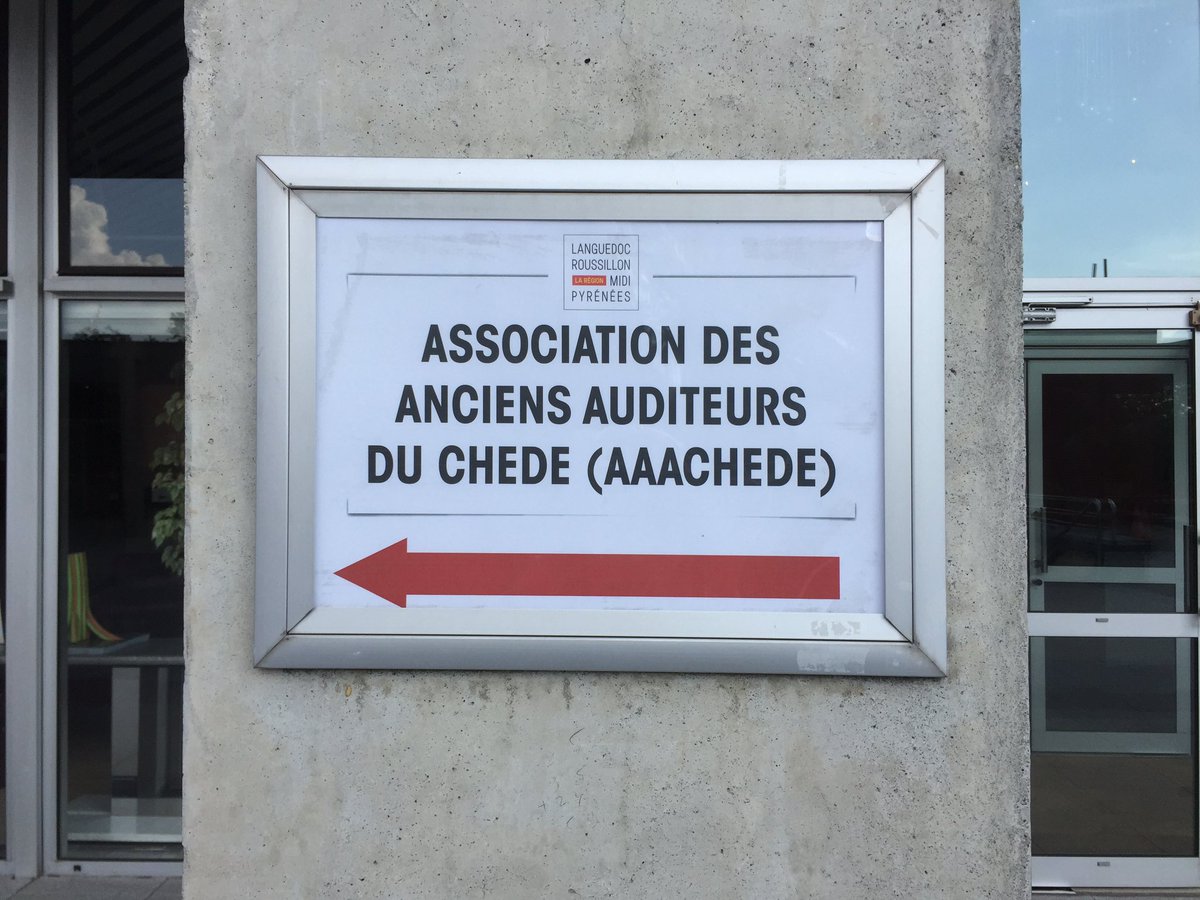 LANGUEDOC
ROUSSILLON
LA RÉGION MIDI
PYRÉNÉES
ASSOCIATION DES
ANCIENS AUDITEURS
DU CHEDE (AAACHEDE)